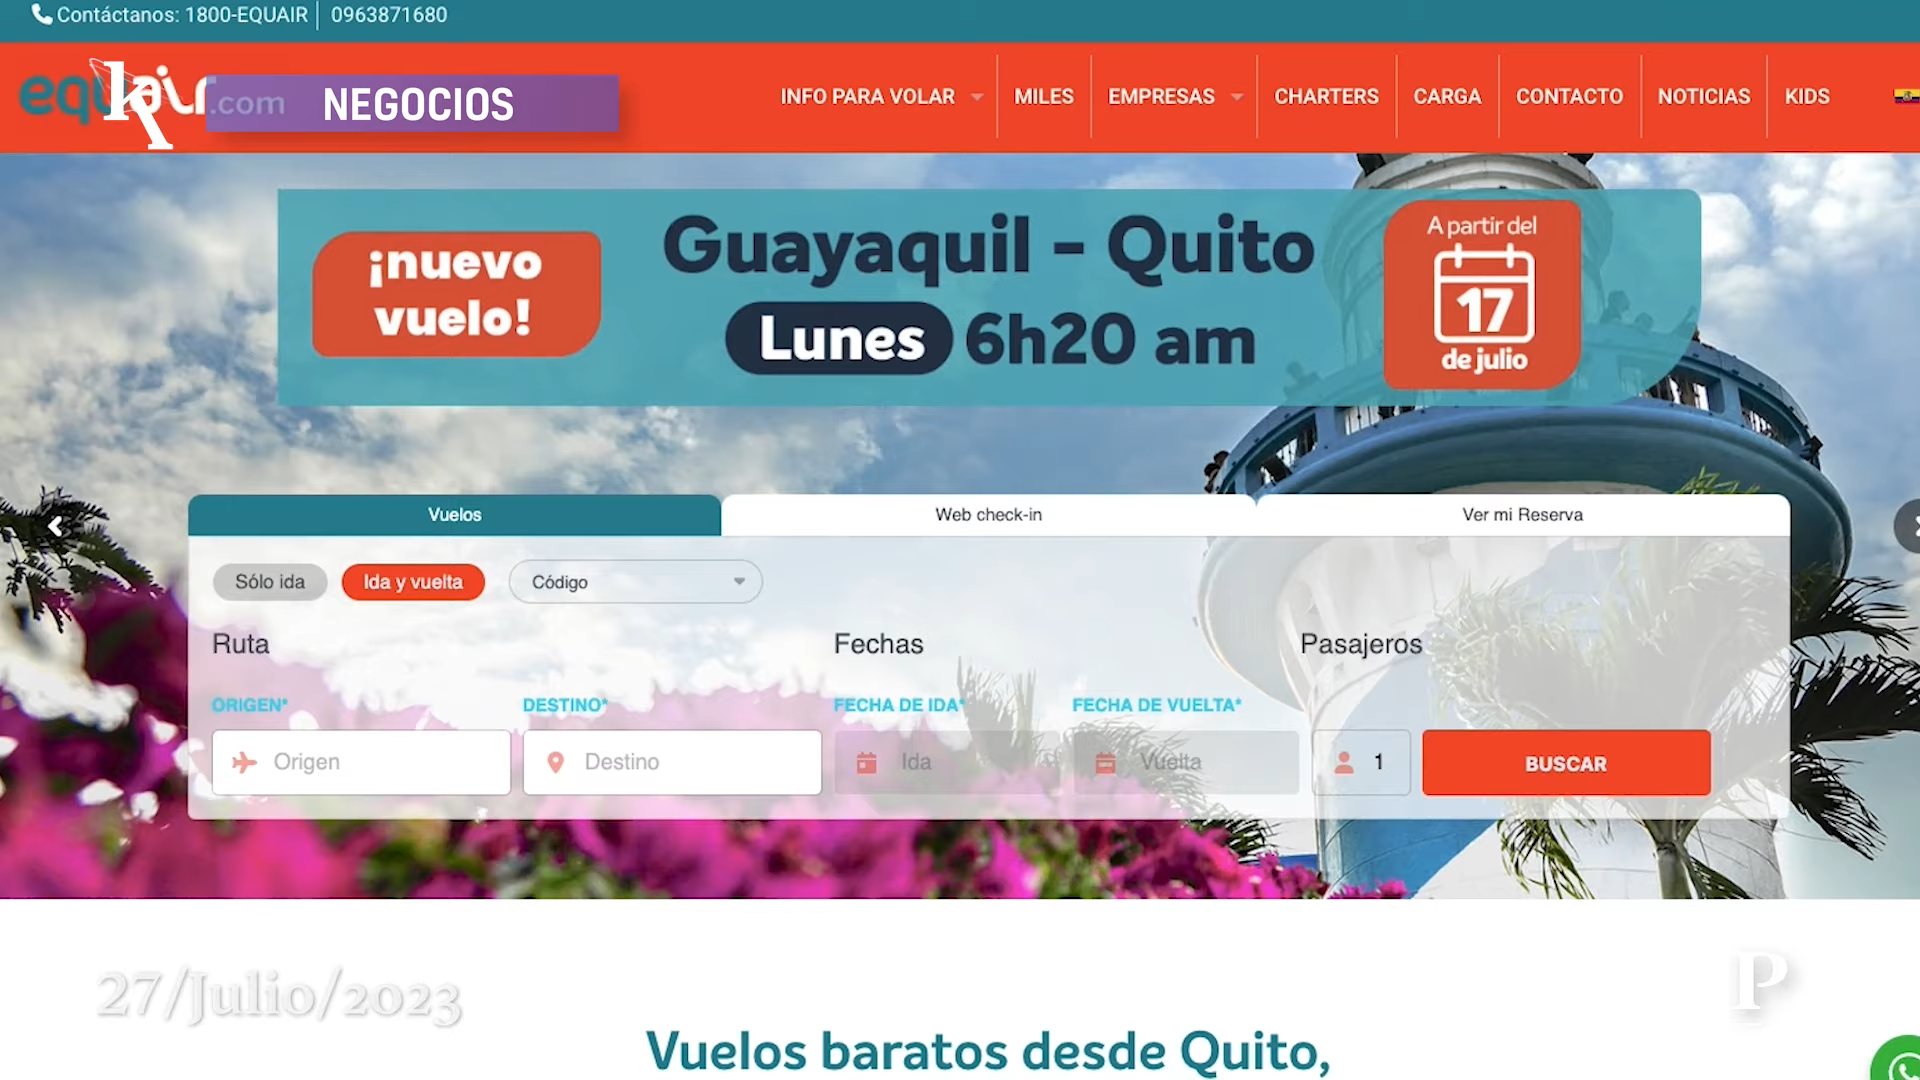 Contáctanos: 1800-EQUAIR | 0963871680
equair.com
NEGOCIOS
INFO PARA VOLAR
MILES
EMPRESAS
CHARTERS
CARGA
CONTACTO
NOTICIAS
KIDS
¡nuevo
vuelo!
Guayaquil - Quito
Lunes 6h20 am
A partir del
17
de julio
Vuelos
Web check-in
Ver mi Reserva
Sólo ida
Ida y vuelta
Código
Ruta
Fechas
Pasajeros
ORIGEN*
DESTINO*
FECHA DE IDA*
FECHA DE VUELTA*
Origen
Destino
Ida
Vuelta
1
BUSCAR
27/Julio/2023
P
Vuelos baratos desde Quito,